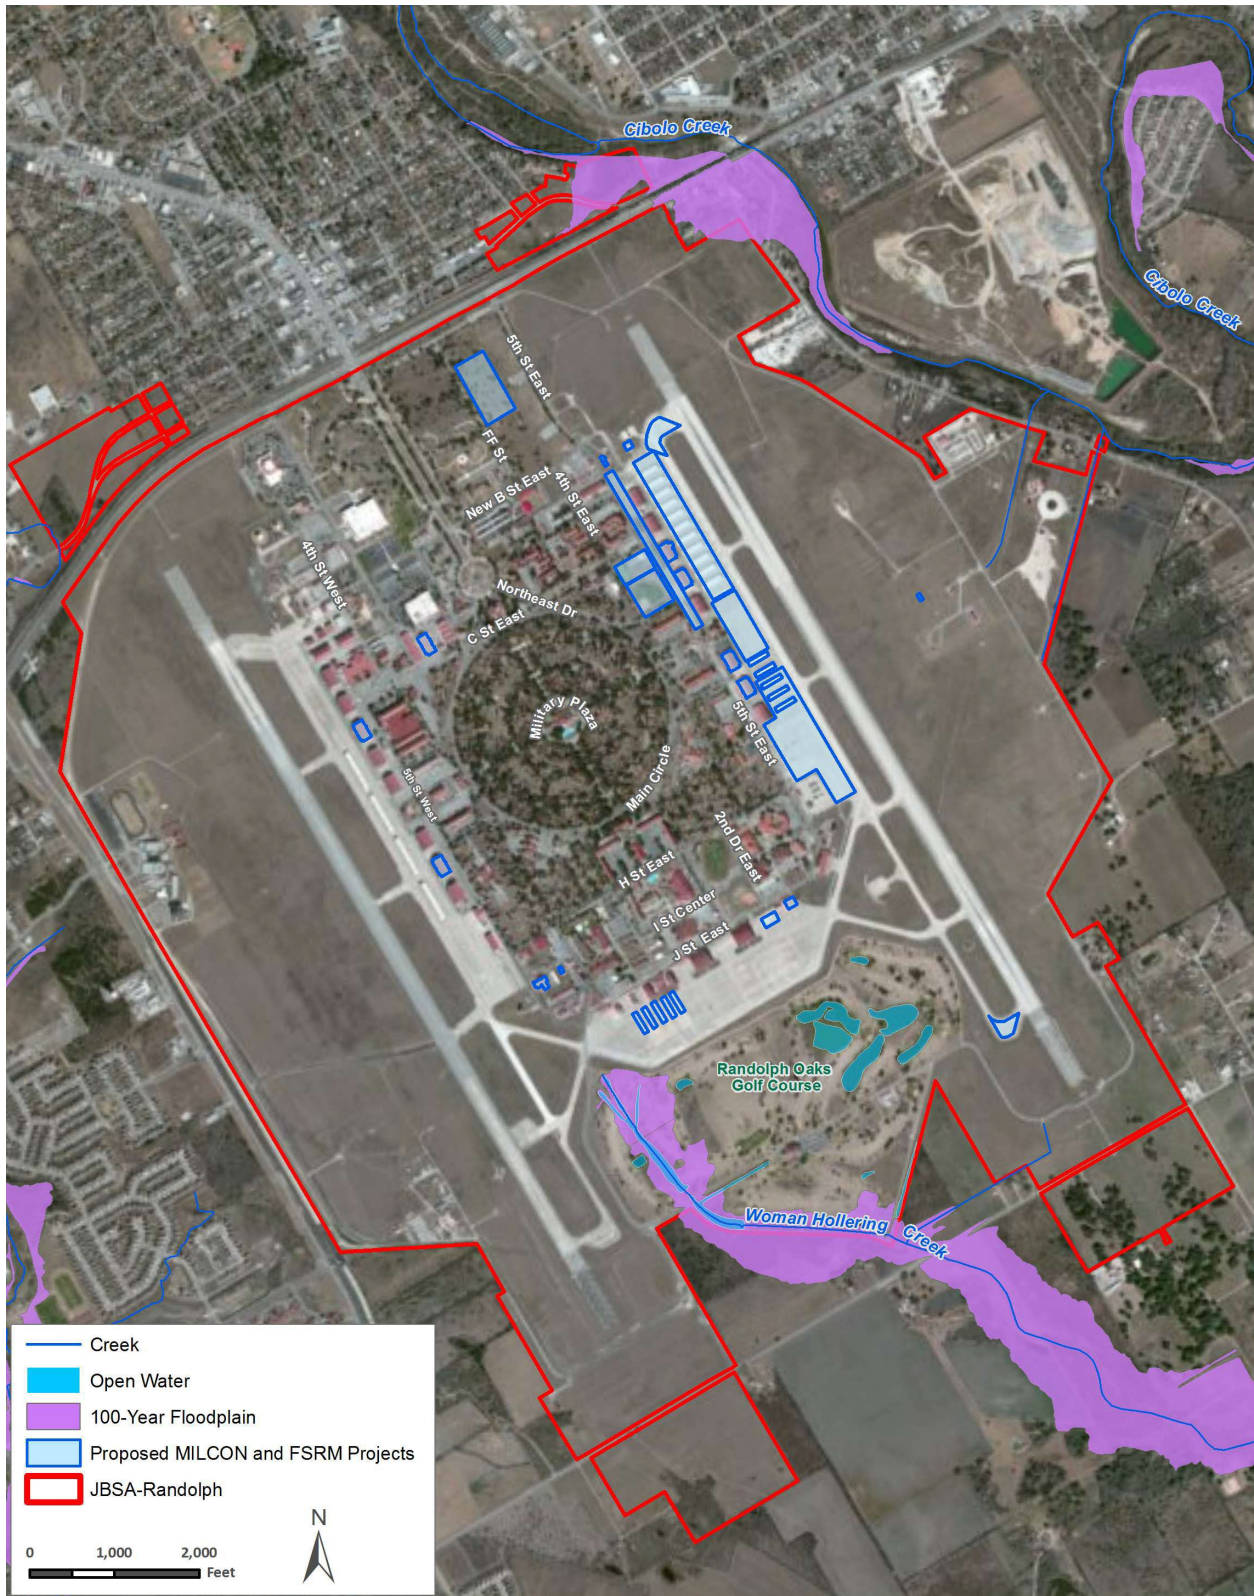 Cibolo Creek
Cibolo Creek
5th St East
FF St
New B St East
4th St East
4th St West
Northeast Dr
C St East
Military Plaza
Main Circle
5th St East
5th St West
2nd Dr East
H St East
I St Center
J St East
Randolph Oaks
Golf Course
Woman Hollering
Creek
Creek
Open Water
100-Year Floodplain
Proposed MILCON and FSRM Projects
JBSA-Randolph
N
0 1,000 2,000
Feet